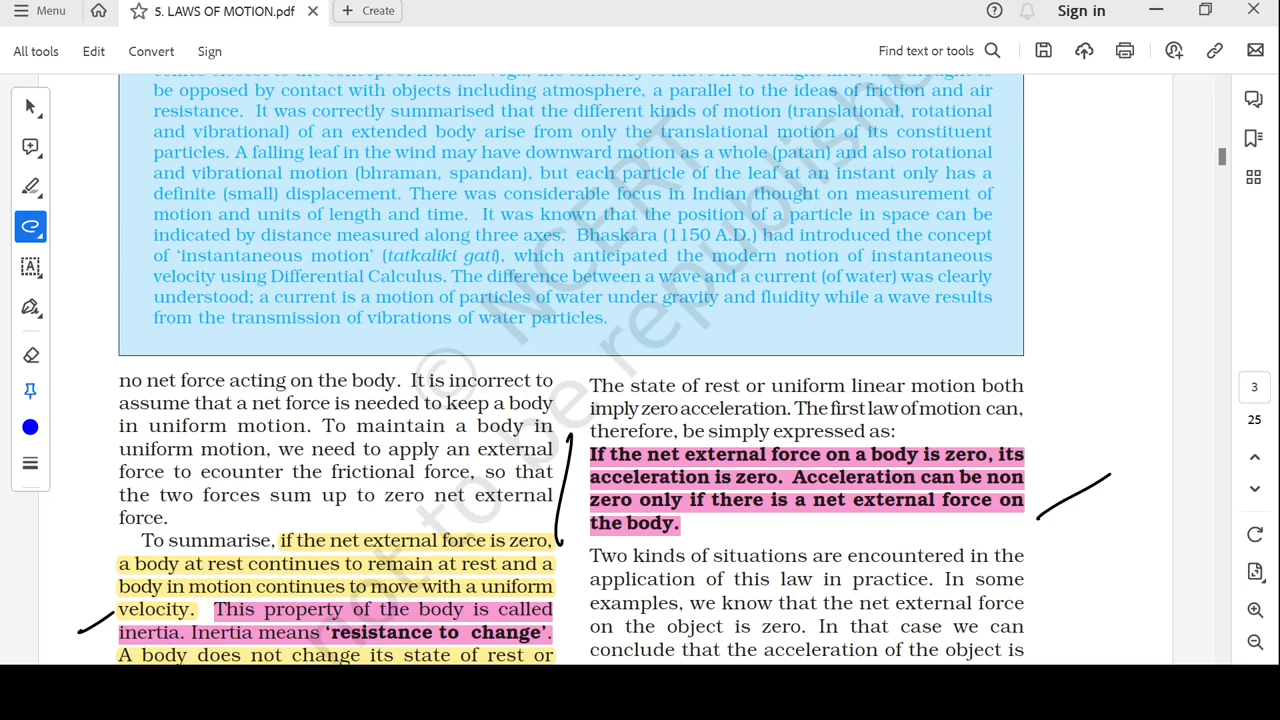 Menu
5. LAWS OF MOTION.pdf
Create
Sign in
All tools
Edit
Convert
Sign
Find text or tools
be opposed by contact with objects including atmosphere, a parallel to the ideas of friction and air
resistance. It was correctly summarised that the different kinds of motion (translational, rotational
and vibrational) of an extended body arise from only the translational motion of its constituent
particles. A falling leaf in the wind may have downward motion as a whole (patan) and also rotational
and vibrational motion (bhraman, spandan), but each particle of the leaf at an instant only has a
definite (small) displacement. There was considerable focus in Indian thought on measurement of
motion and units of length and time. It was known that the position of a particle in space can be
indicated by distance measured along three axes. Bhaskara (1150 A.D.) had introduced the concept
of ‘instantaneous motion’ (tatkaliki gati), which anticipated the modern notion of instantaneous
velocity using Differential Calculus. The difference between a wave and a current (of water) was clearly
understood; a current is a motion of particles of water under gravity and fluidity while a wave results
from the transmission of vibrations of water particles.
no net force acting on the body. It is incorrect to
assume that a net force is needed to keep a body
in uniform motion. To maintain a body in
uniform motion, we need to apply an external
force to ecounter the frictional force, so that
the two forces sum up to zero net external
force.
To summarise, if the net external force is zero,
a body at rest continues to remain at rest and a
body in motion continues to move with a uniform
velocity. This property of the body is called
inertia. Inertia means ‘resistance to change’.
A body does not change its state of rest or
The state of rest or uniform linear motion both
imply zero acceleration. The first law of motion can,
therefore, be simply expressed as:
If the net external force on a body is zero, its
acceleration is zero. Acceleration can be non
zero only if there is a net external force on
the body.
Two kinds of situations are encountered in the
application of this law in practice. In some
examples, we know that the net external force
on the object is zero. In that case we can
conclude that the acceleration of the object is
© NCERT
not to be republishe
3
25